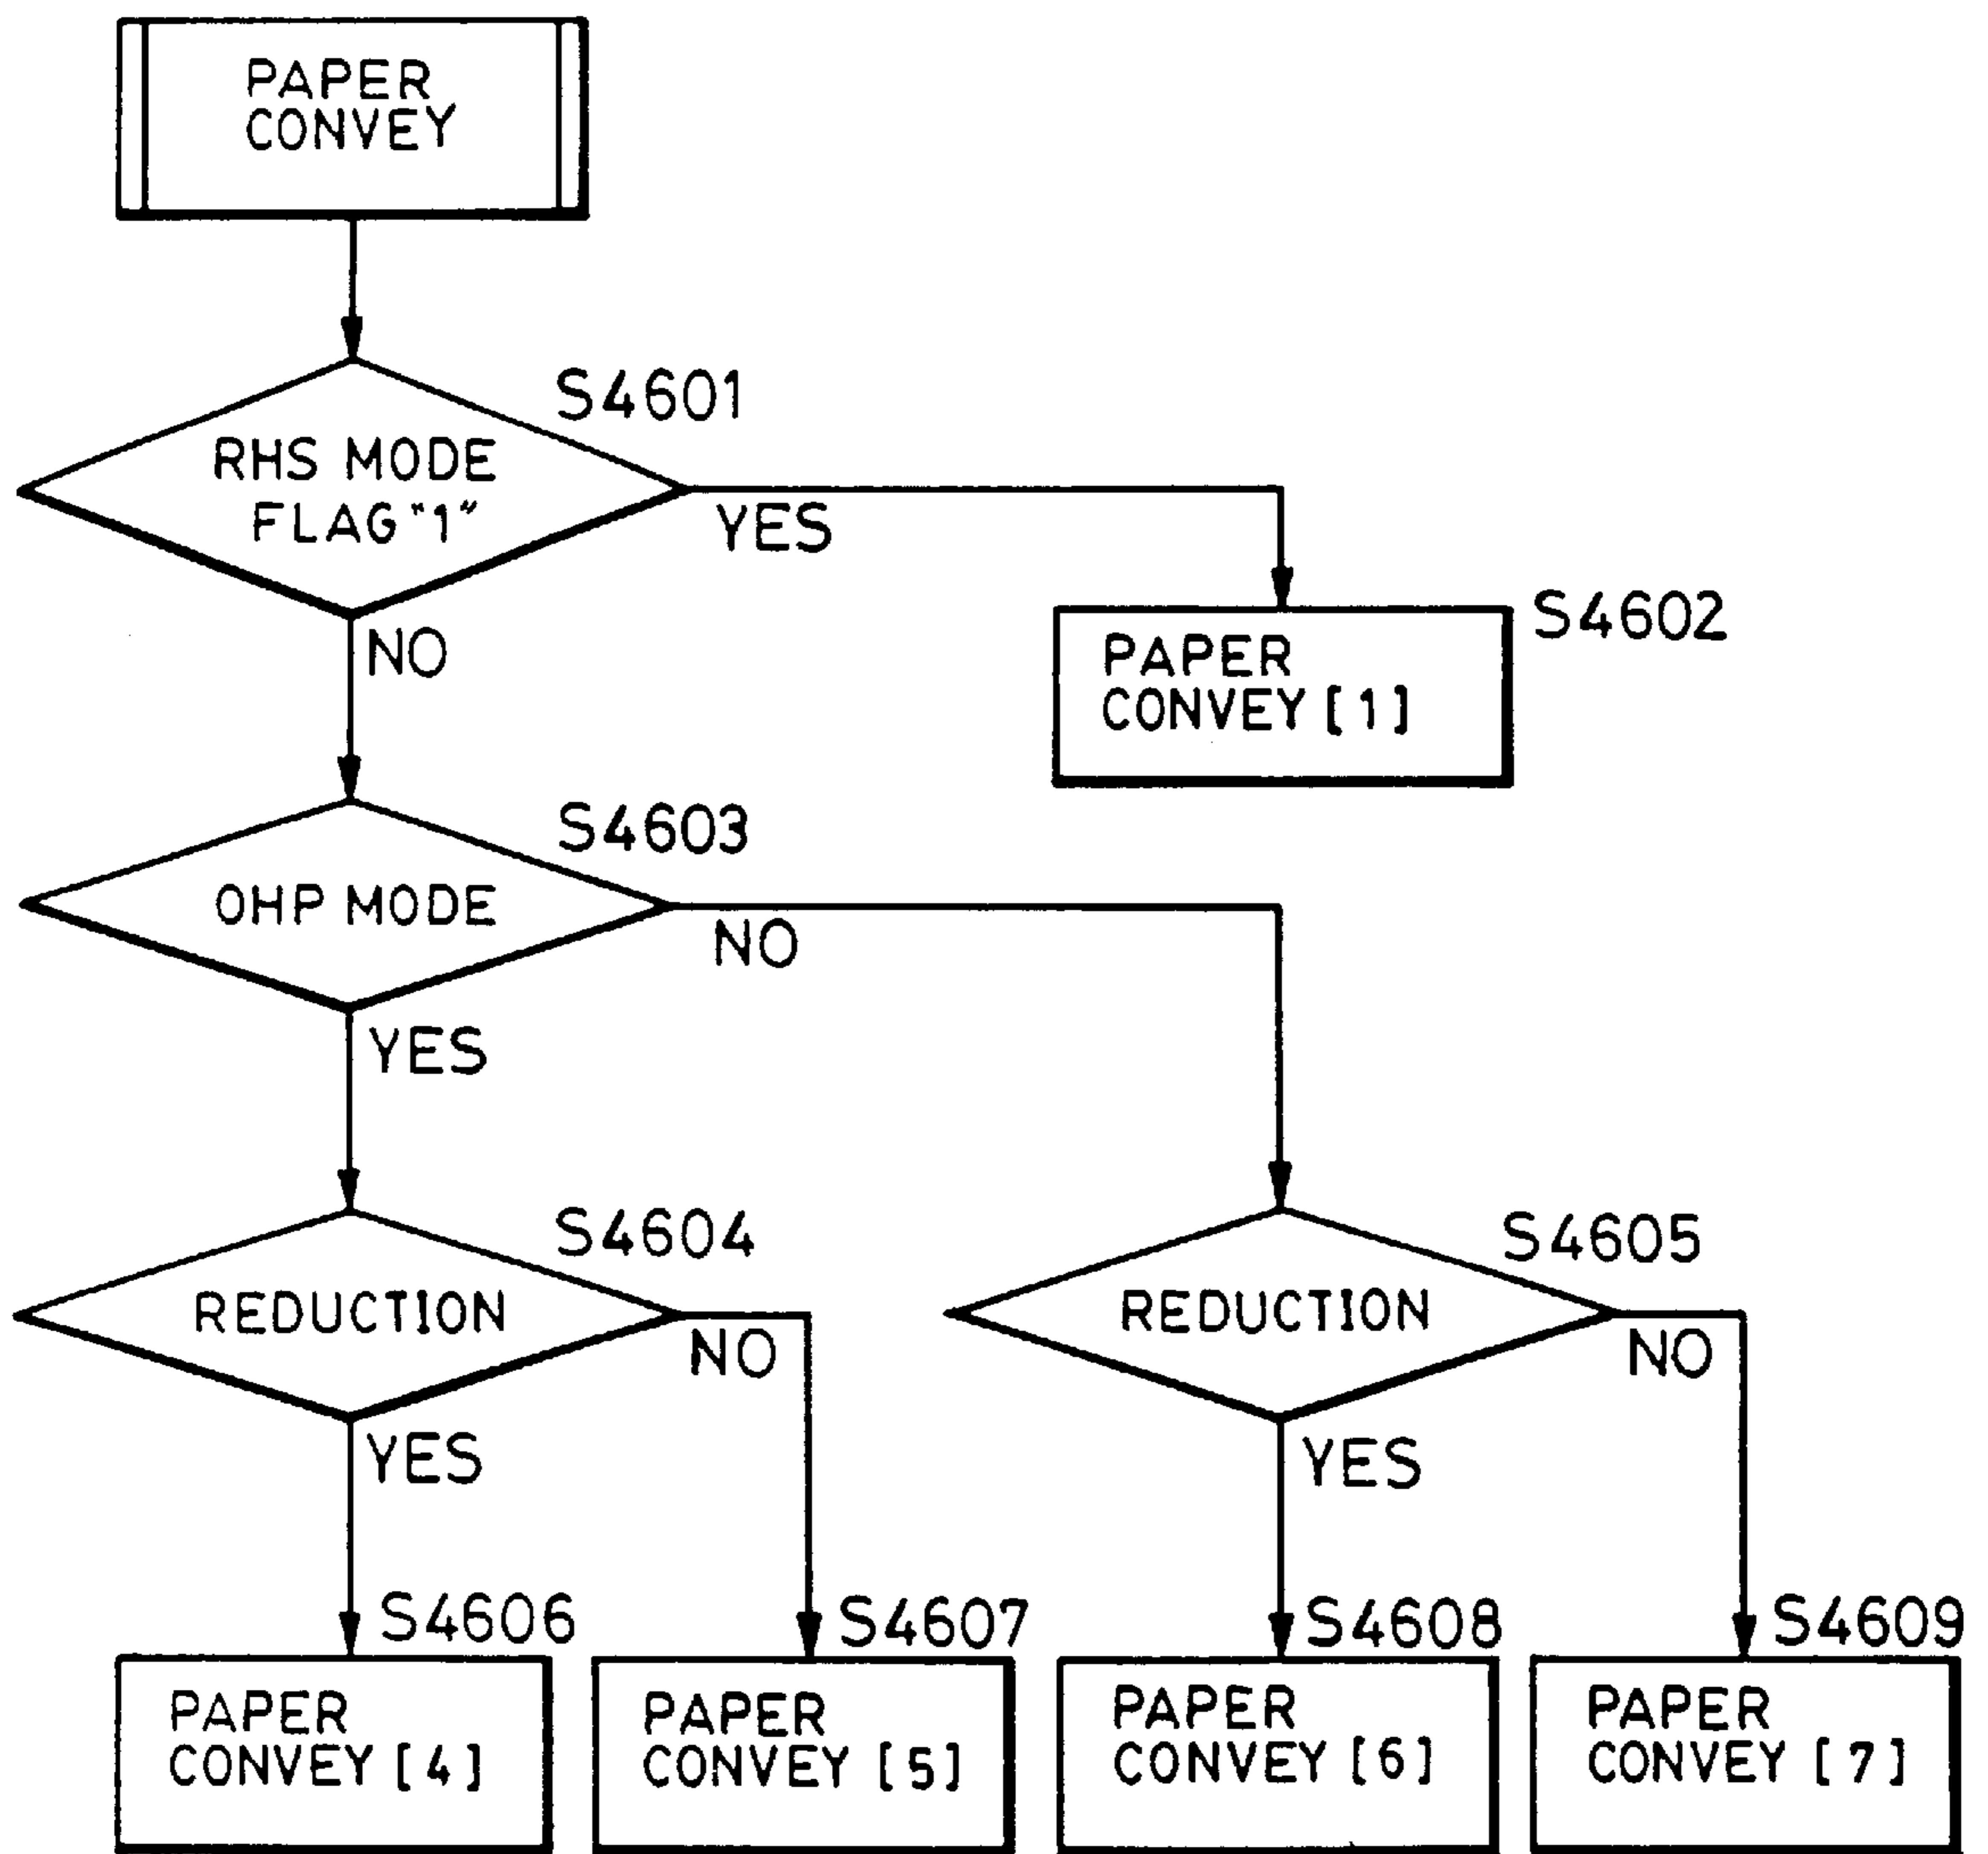 PAPER
CONVEY
S4601
RHS MODE
FLAG "1"
YES
NO
S4602
PAPER
CONVEY [1]
S4603
OHP MODE
NO
YES
S4604
REDUCTION
NO
YES
S4605
REDUCTION
NO
YES
S4606
PAPER
CONVEY [4]
S4607
PAPER
CONVEY [5]
S4608
PAPER
CONVEY [6]
S4609
PAPER
CONVEY [7]